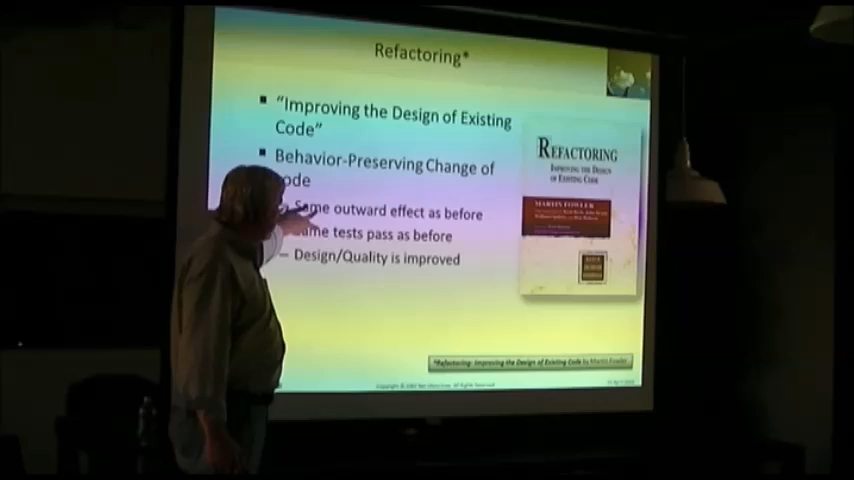 Refactoring*
▪ "Improving the Design of Existing
Code"
▪ Behavior-Preserving Change of
ode
Same outward effect as before
ame tests pass as before
– Design/Quality is improved
REFACTORING
IMPROVING THE DESIGN
OF EXISTING CODE
MARTIN FOWLER
*Refactoring: Improving the Design of Existing Code by Martin Fowler